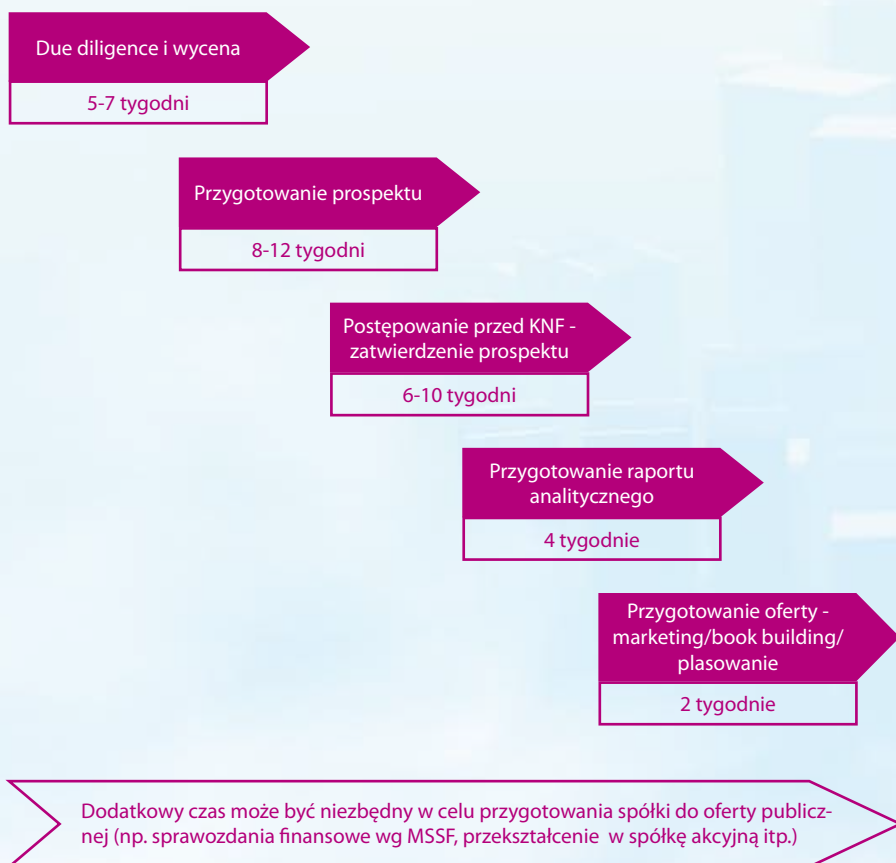 Due diligence i wycena
5-7 tygodni
Przygotowanie prospektu
8-12 tygodni
Postępowanie przed KNF -
zatwierdzenie prospektu
6-10 tygodni
Przygotowanie raportu
analitycznego
4 tygodnie
Przygotowanie oferty -
marketing/book building/
plasowanie
2 tygodnie
Dodatkowy czas może być niezbędny w celu przygotowania spółki do oferty publicz-
nej (np. sprawozdania finansowe wg MSSF, przekształcenie w spółkę akcyjną itp.)